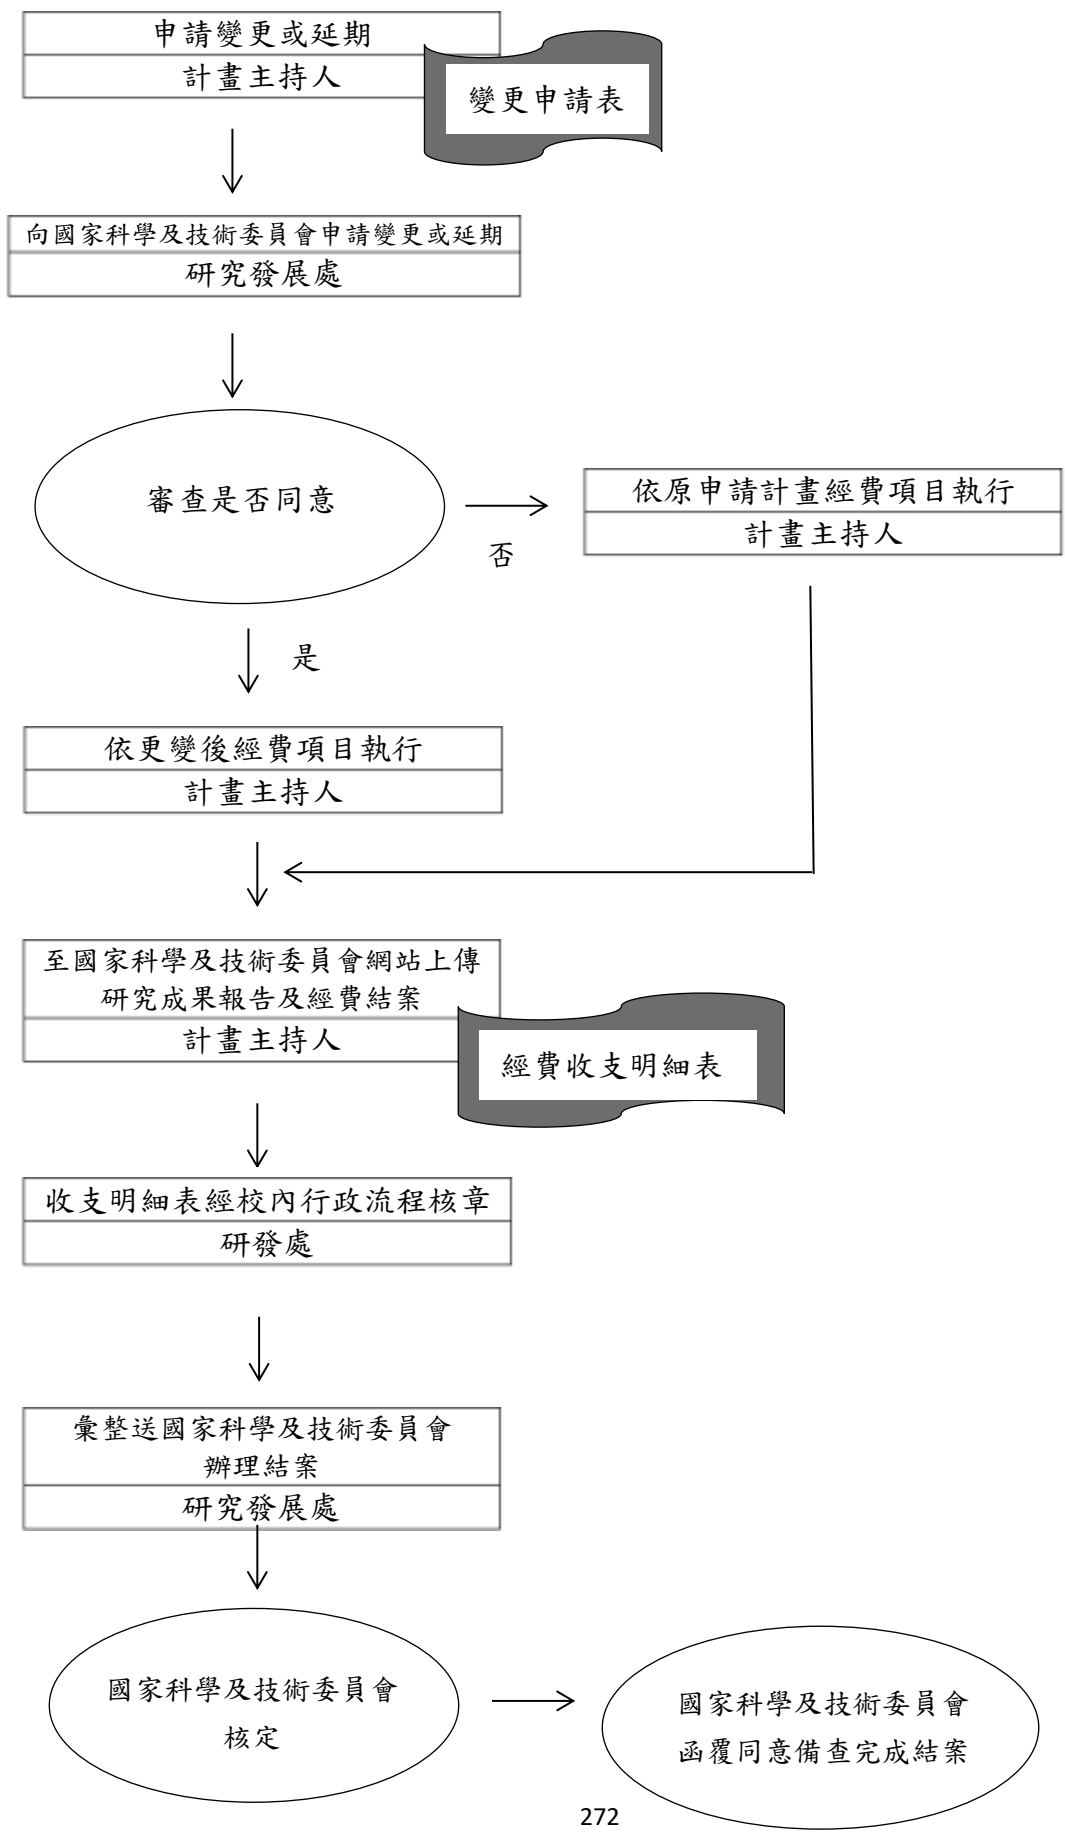 申請變更或延期
計畫主持人
變更申請表
向國家科學及技術委員會申請變更或延期
研究發展處
審查是否同意
否
依原申請計畫經費項目執行
計畫主持人
是
依更變後經費項目執行
計畫主持人
至國家科學及技術委員會網站上傳
研究成果報告及經費結案
計畫主持人
經費收支明細表
收支明細表經校內行政流程核章
研發處
彙整送國家科學及技術委員會
辦理結案
研究發展處
國家科學及技術委員會
核定
國家科學及技術委員會
函覆同意備查完成結案
272